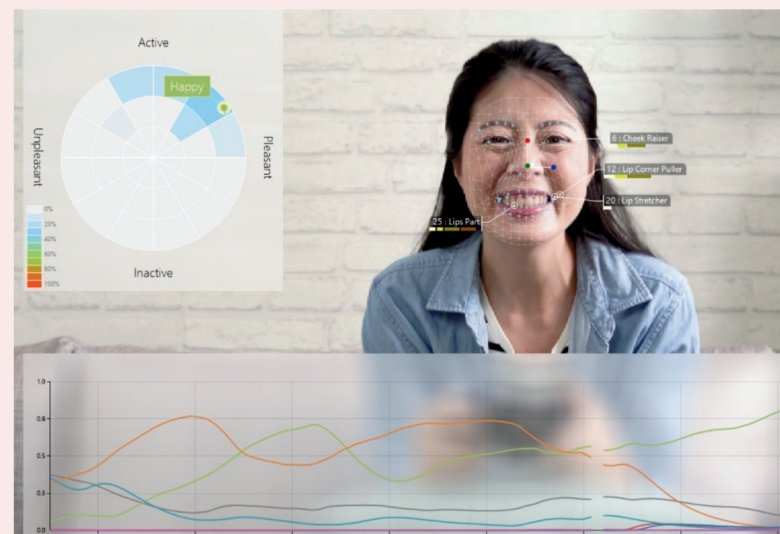 Active
Happy
Unpleasant
Pleasant
0%
20%
40%
60%
80%
100%
Inactive
6 : Cheek Raiser
12 : Lip Corner Puller
20 : Lip Stretcher
25 : Lips Part
1.0
0.8
0.5
0.3
0.0